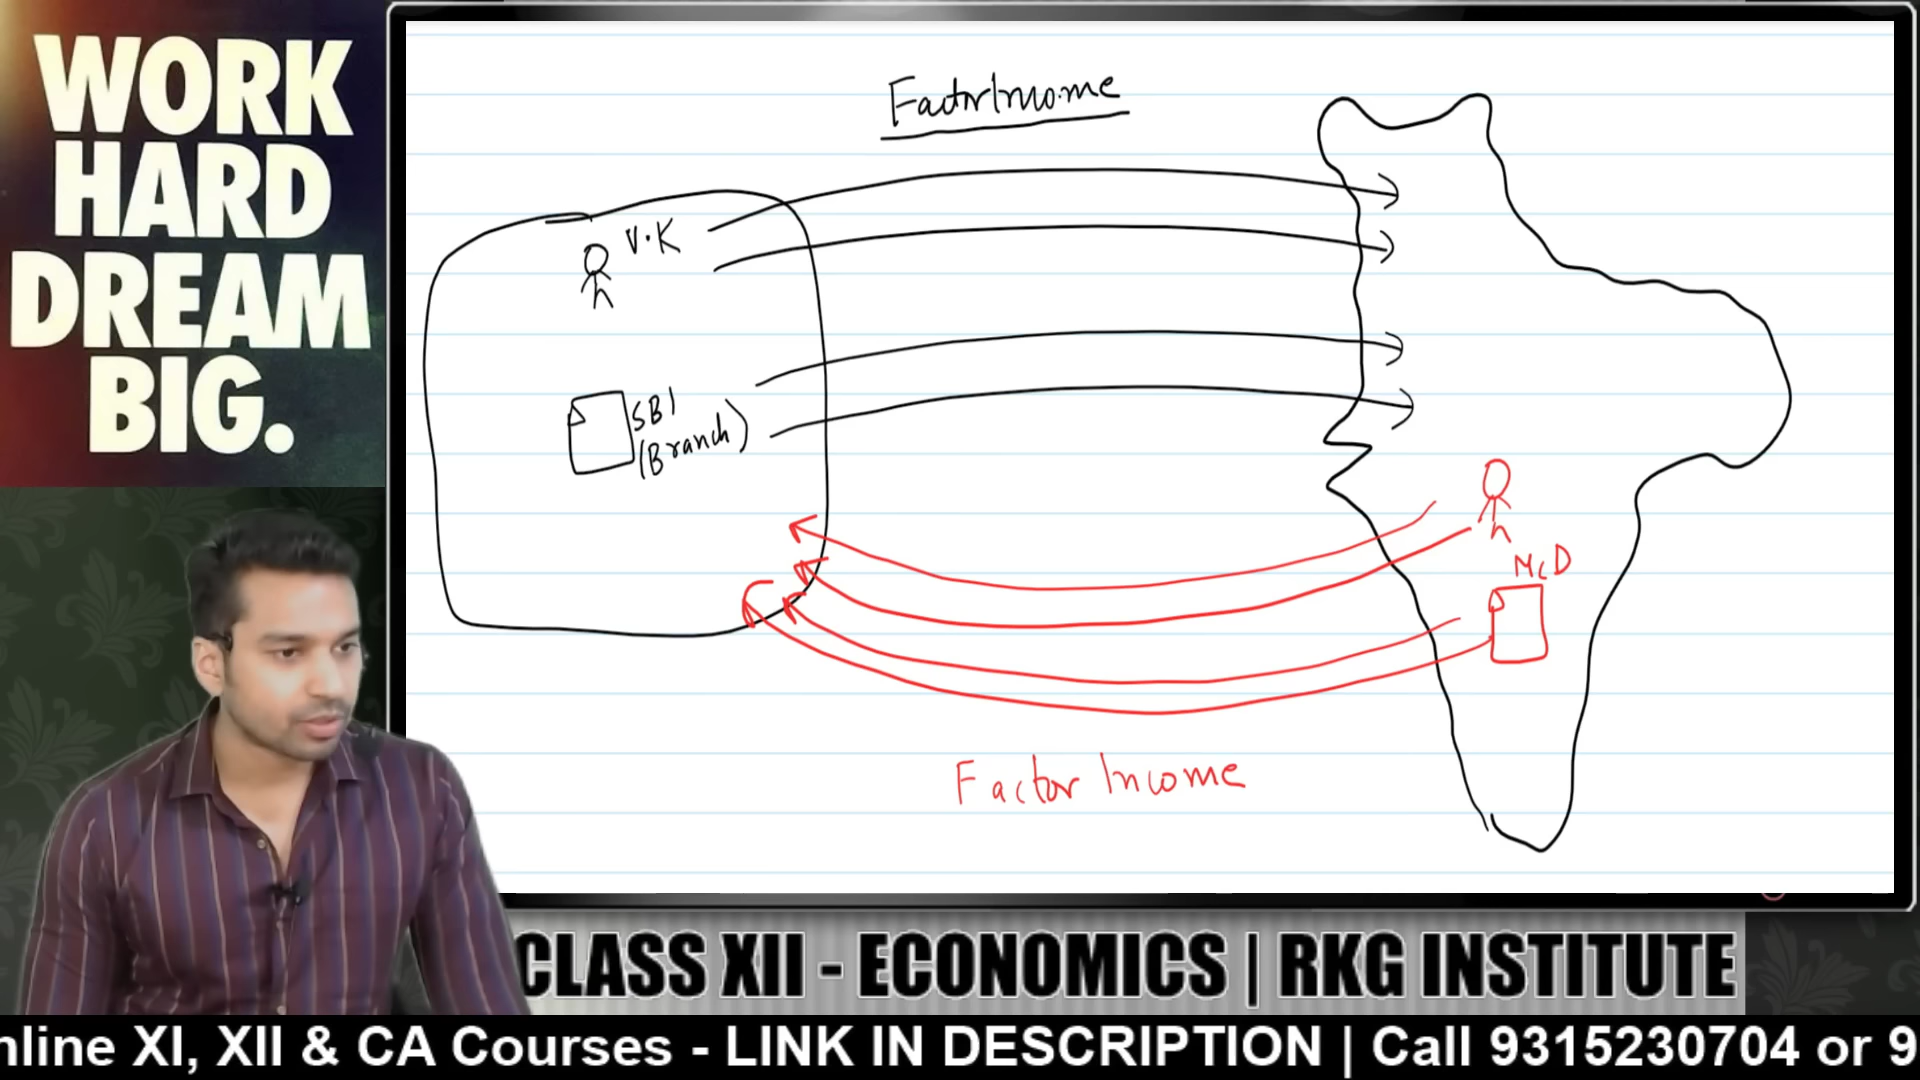 WORK
HARD
DREAM
BIG.
Factor Income
V.K
SBI
(Branch)
McD
Factor Income
CLASS XII - ECONOMICS | RKG INSTITUTE
nline XI, XII & CA Courses - LINK IN DESCRIPTION | Call 9315230704 or 9